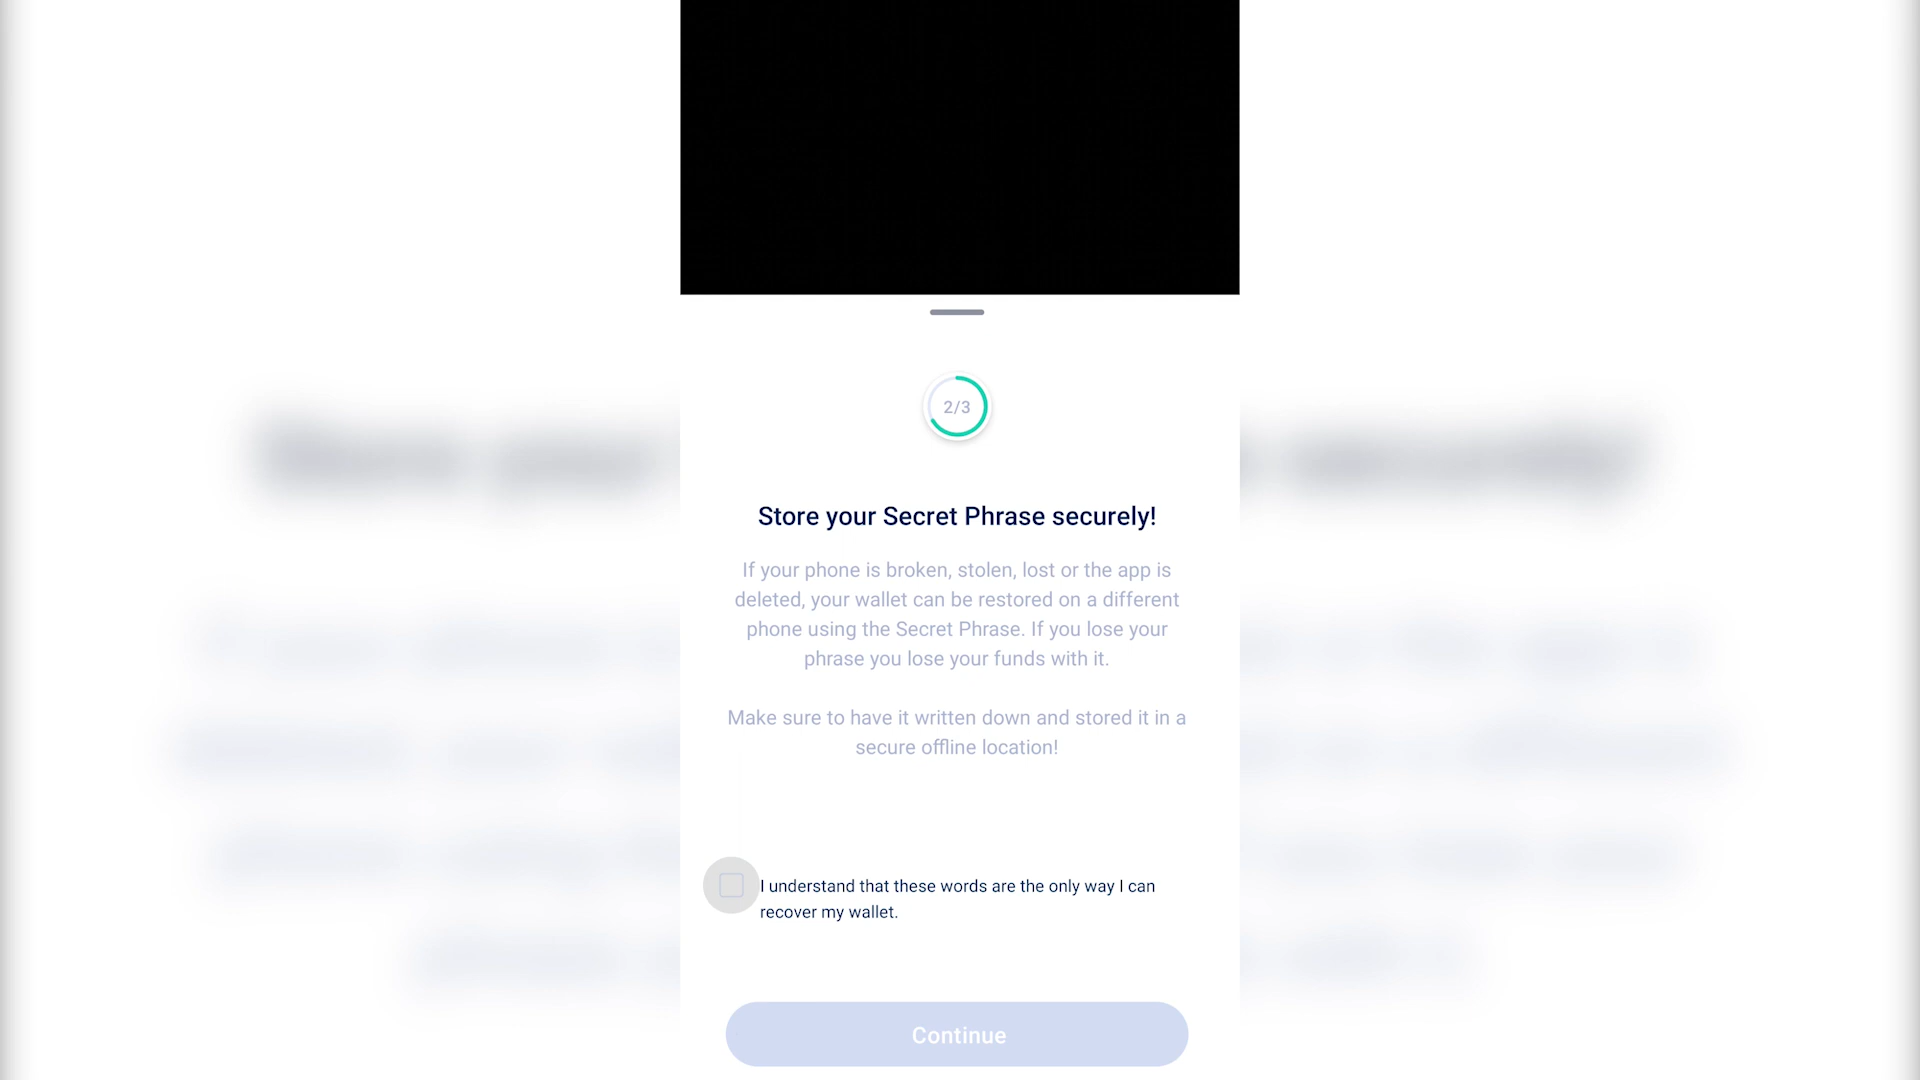 2/3
Store your Secret Phrase securely!
If your phone is broken, stolen, lost or the app is
deleted, your wallet can be restored on a different
phone using the Secret Phrase. If you lose your
phrase you lose your funds with it.
Make sure to have it written down and stored it in a
secure offline location!
I understand that these words are the only way I can
recover my wallet.
Continue